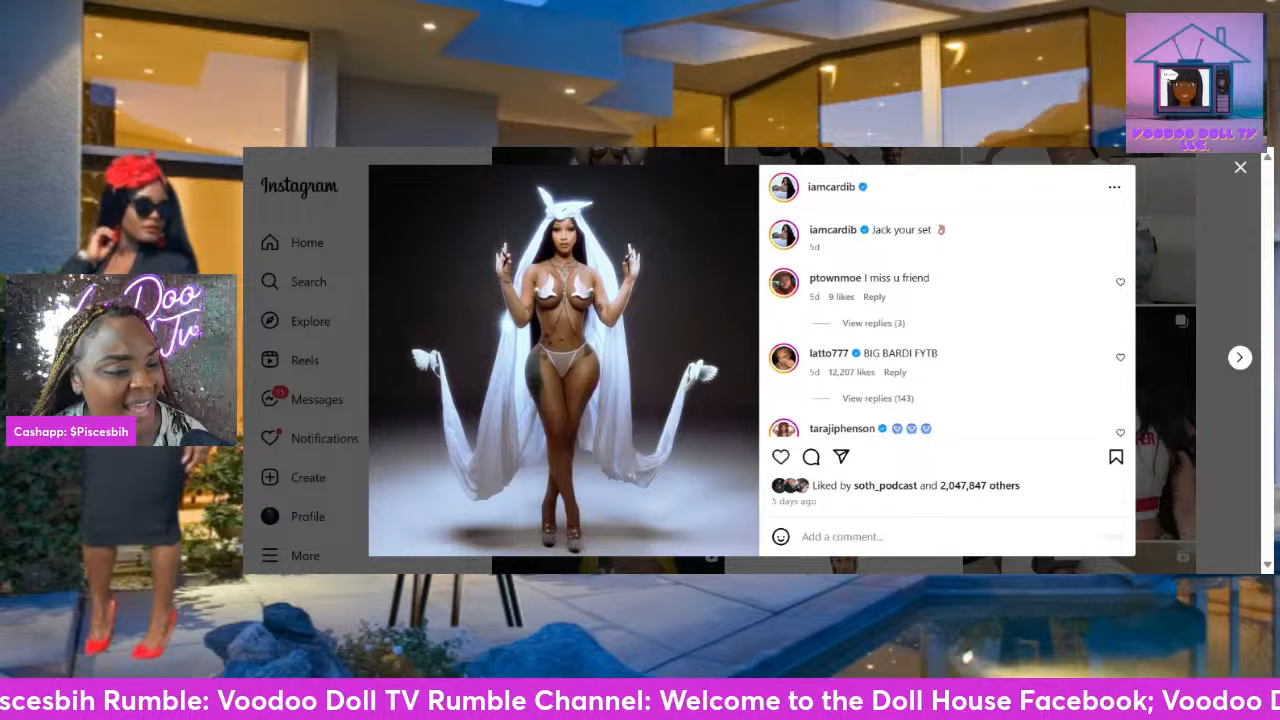 VOODOO DOLL TV
LLC.
Instagram
Home
Search
Explore
Reels
Messages
Notifications
Create
Profile
More
iamcardib
iamcardib Jack your set
5d
ptownmoe I miss u friend
5d 9 likes Reply
View replies (3)
latto777 BIG BARDI FYTB
5d 12,207 likes Reply
View replies (143)
tarajiphenson
Liked by soth_podcast and 2,047,847 others
5 days ago
Add a comment...
Doo
Tv
Cashapp: $Piscesbih
iscesbih Rumble: Voodoo Doll TV Rumble Channel: Welcome to the Doll House Facebook; Voodoo D